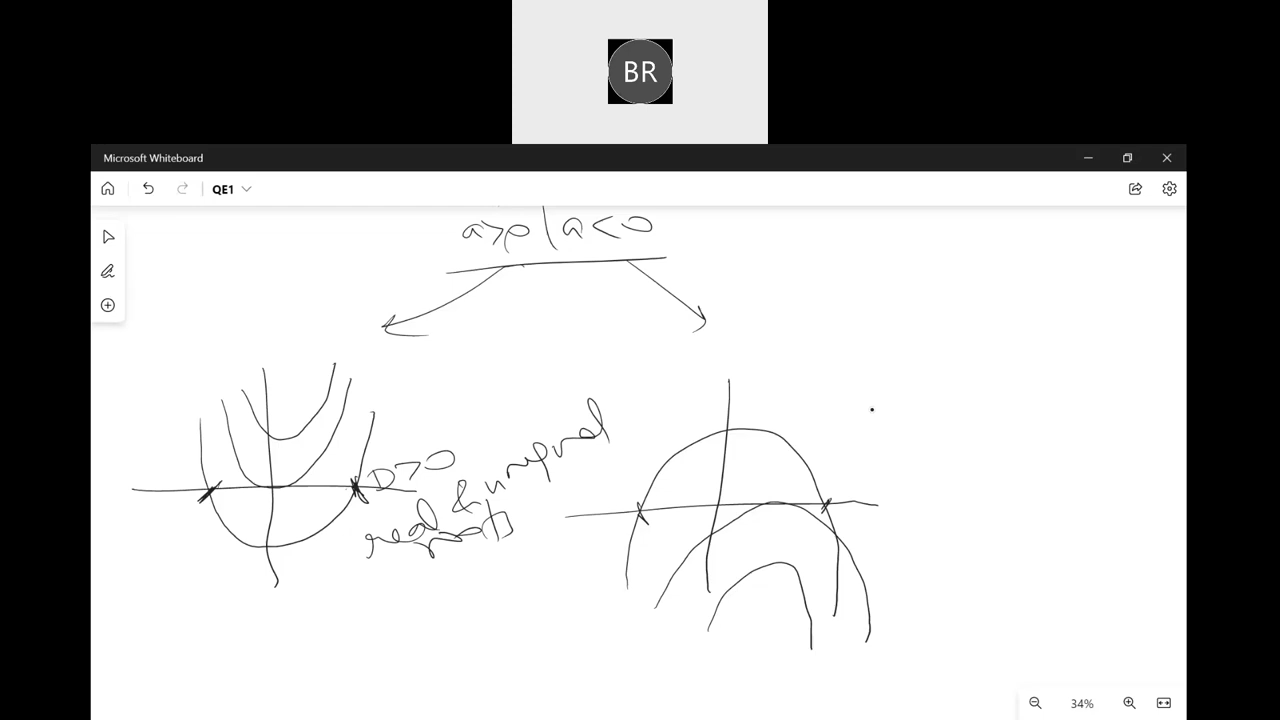 BR
Microsoft Whiteboard
QE1
a>0 | a<0
D>0
real & unequal
roots
34%